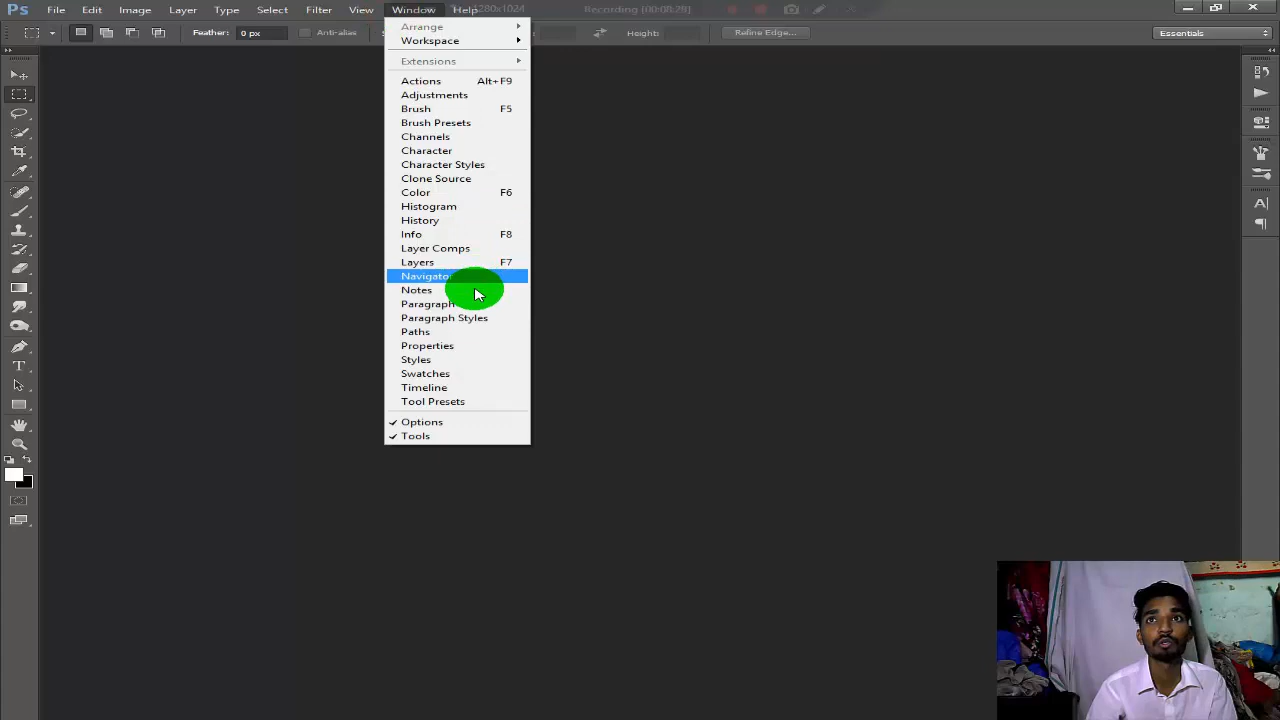 Ps File Edit Image Layer Type Select Filter View Window Help 1280x1024
Feather: 0 px Anti-alias Height: Refine Edge... Essentials
Arrange
Workspace
Extensions
Actions Alt+F9
Adjustments
Brush F5
Brush Presets
Channels
Character
Character Styles
Clone Source
Color F6
Histogram
History
Info F8
Layer Comps
Layers F7
Navigator
Notes
Paragraph
Paragraph Styles
Paths
Properties
Styles
Swatches
Timeline
Tool Presets
Options
Tools